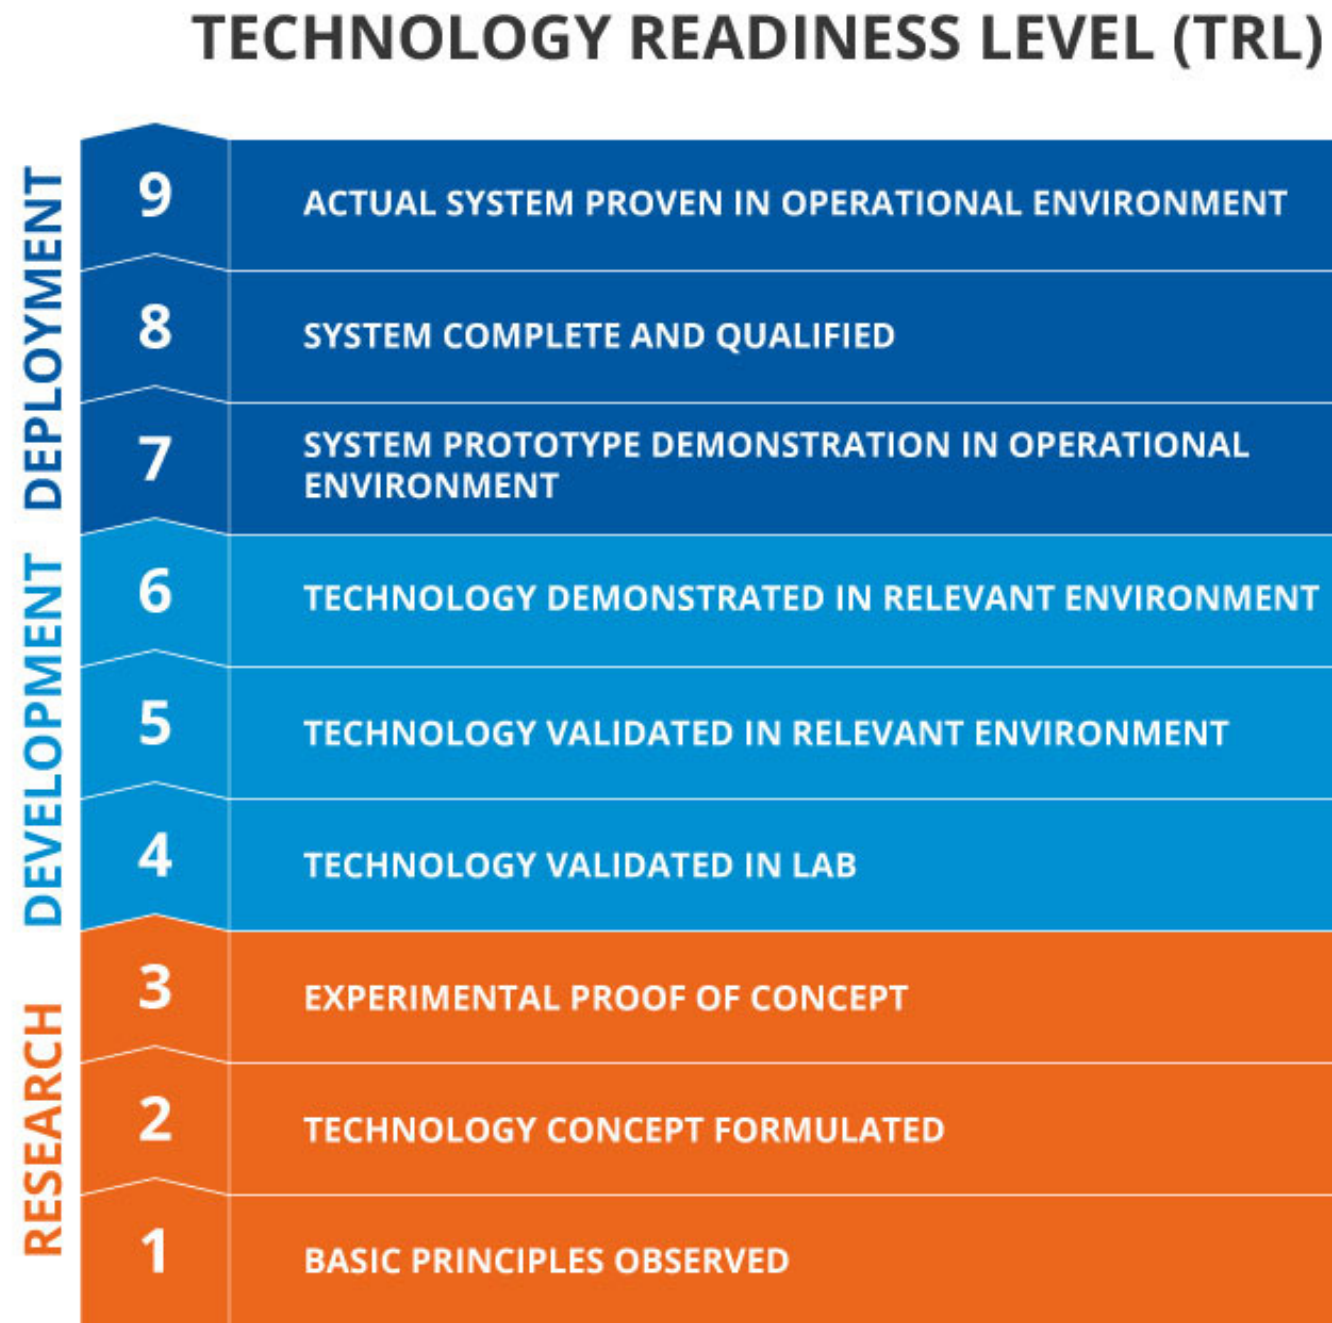 TECHNOLOGY READINESS LEVEL (TRL)
DEPLOYMENT
9
ACTUAL SYSTEM PROVEN IN OPERATIONAL ENVIRONMENT
8
SYSTEM COMPLETE AND QUALIFIED
7
SYSTEM PROTOTYPE DEMONSTRATION IN OPERATIONAL
ENVIRONMENT
DEVELOPMENT
6
TECHNOLOGY DEMONSTRATED IN RELEVANT ENVIRONMENT
5
TECHNOLOGY VALIDATED IN RELEVANT ENVIRONMENT
4
TECHNOLOGY VALIDATED IN LAB
RESEARCH
3
EXPERIMENTAL PROOF OF CONCEPT
2
TECHNOLOGY CONCEPT FORMULATED
1
BASIC PRINCIPLES OBSERVED